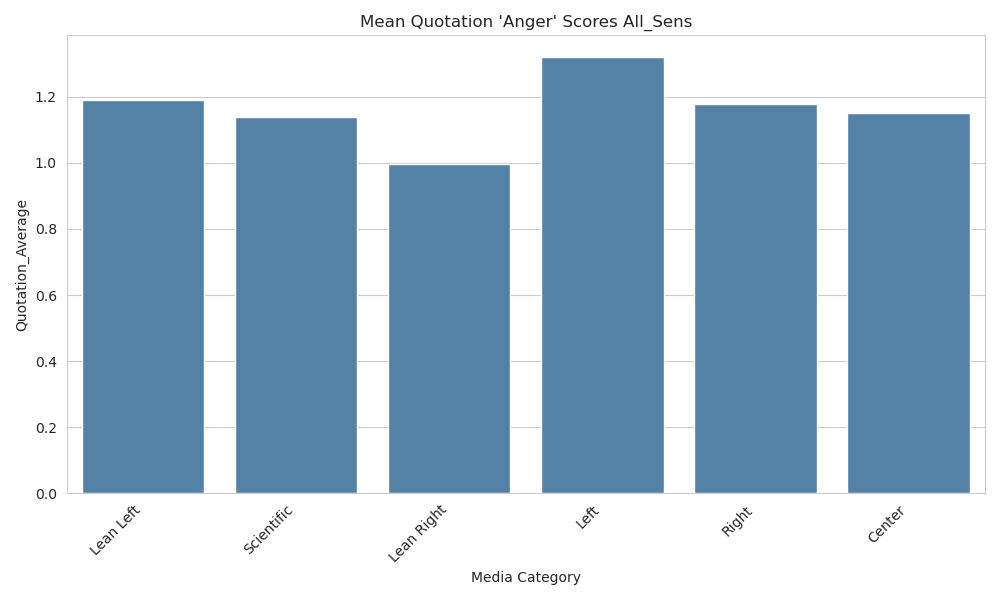 Mean Quotation 'Anger' Scores All_Sens
Quotation_Average
1.2
1.0
0.8
0.6
0.4
0.2
0.0
Lean Left
Scientific
Lean Right
Left
Right
Center
Media Category